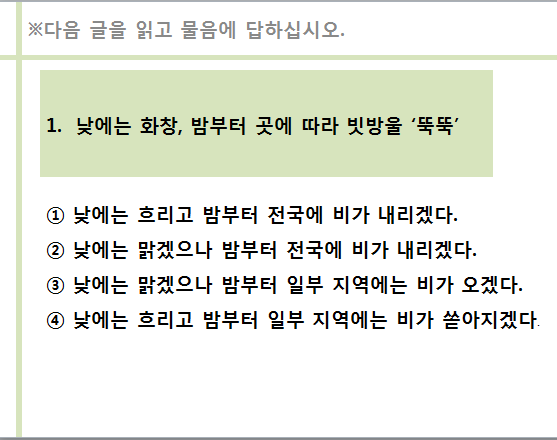 ※다음 글을 읽고 물음에 답하십시오.
1. 낮에는 화창, 밤부터 곳에 따라 빗방울 ‘뚝뚝’
① 낮에는 흐리고 밤부터 전국에 비가 내리겠다.
② 낮에는 맑겠으나 밤부터 전국에 비가 내리겠다.
③ 낮에는 맑겠으나 밤부터 일부 지역에는 비가 오겠다.
④ 낮에는 흐리고 밤부터 일부 지역에는 비가 쏟아지겠다.